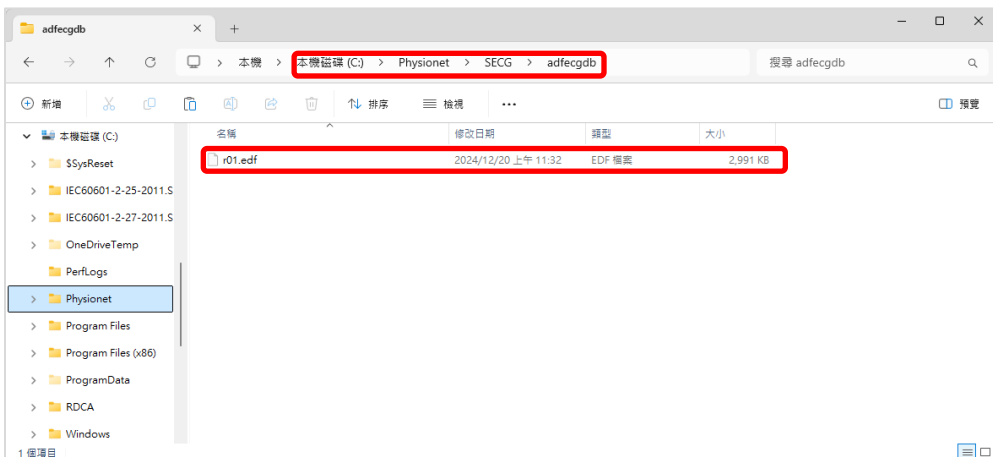 adfecgdb
本機 > 本機磁碟 (C:) > Physionet > SECG > adfecgdb
搜尋 adfecgdb
新增
排序
檢視
預覽
本機磁碟 (C:)
$SysReset
IEC60601-2-25-2011.S
IEC60601-2-27-2011.S
OneDriveTemp
PerfLogs
Physionet
Program Files
Program Files (x86)
ProgramData
RDCA
Windows
名稱 修改日期 類型 大小
r01.edf 2024/12/20 上午 11:32 EDF 檔案 2,991 KB
1 個項目